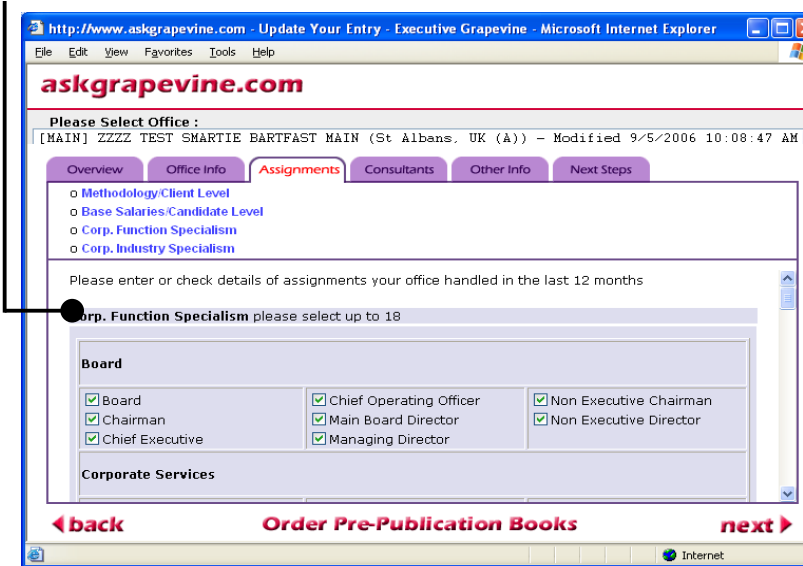 http://www.askgrapevine.com - Update Your Entry - Executive Grapevine - Microsoft Internet Explorer
File Edit View Favorites Tools Help
askgrapevine.com
Please Select Office :
[MAIN] ZZZZ TEST SMARTIE BARTFAST MAIN (St Albans, UK (A)) - Modified 9/5/2006 10:08:47 AM
Overview Office Info Assignments Consultants Other Info Next Steps
o Methodology/Client Level
o Base Salaries/Candidate Level
o Corp. Function Specialism
o Corp. Industry Specialism
Please enter or check details of assignments your office handled in the last 12 months
orp. Function Specialism please select up to 18
Board
Board Chief Operating Officer Non Executive Chairman
Chairman Main Board Director Non Executive Director
Chief Executive Managing Director
Corporate Services
back Order Pre-Publication Books next
Internet